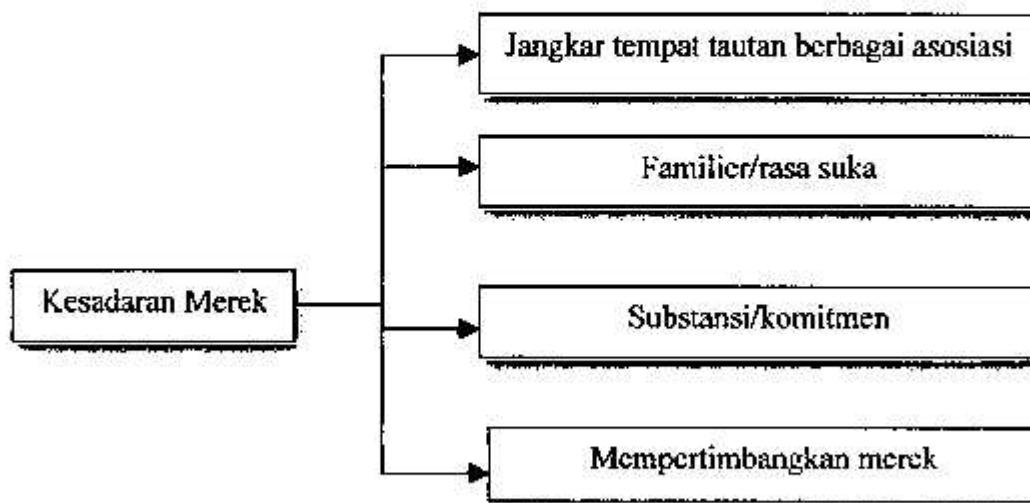 Jangkar tempat tautan berbagai asosiasi
Familier/rasa suka
Kesadaran Merek
Substansi/komitmen
Mempertimbangkan merek